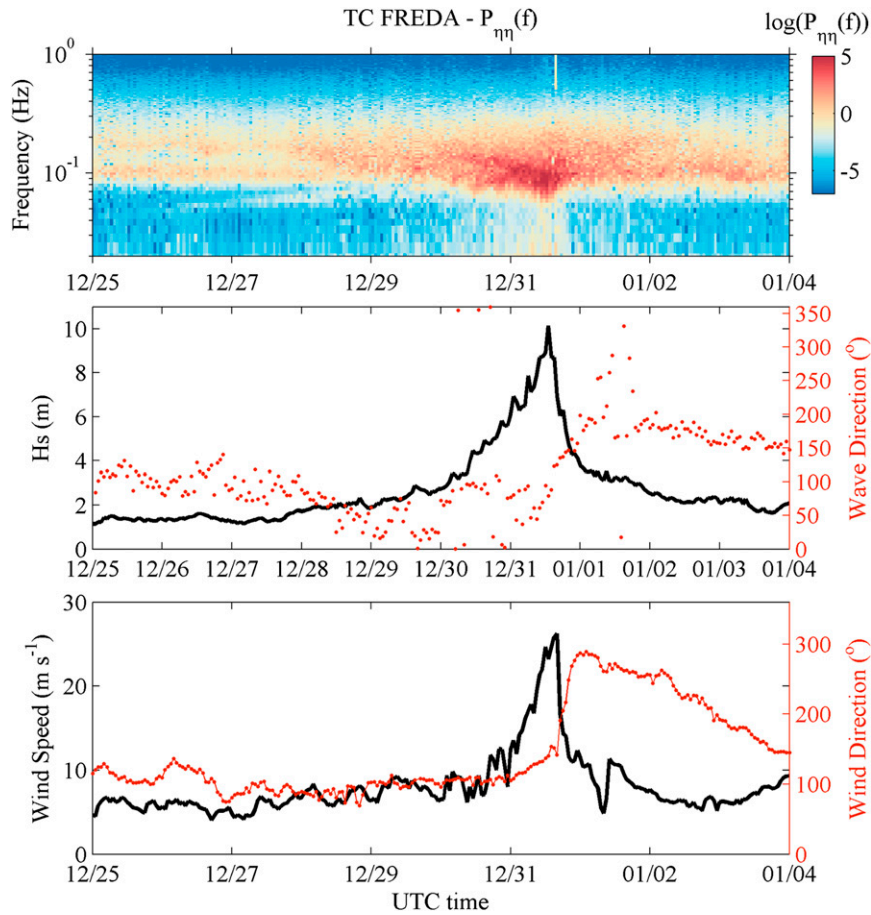 TC FREDA - Pηη(f)
log(Pηη(f))
Frequency (Hz)
10^0
10^-1
5
0
-5
12/25 12/27 12/29 12/31 01/02 01/04
Hs (m)
10
8
6
4
2
0
350
300
250
200
150
100
50
0
Wave Direction (o)
12/25 12/26 12/27 12/28 12/29 12/30 12/31 01/01 01/02 01/03 01/04
Wind Speed (m s-1)
30
20
10
0
300
200
100
0
Wind Direction (o)
12/25 12/27 12/29 12/31 01/02 01/04
UTC time